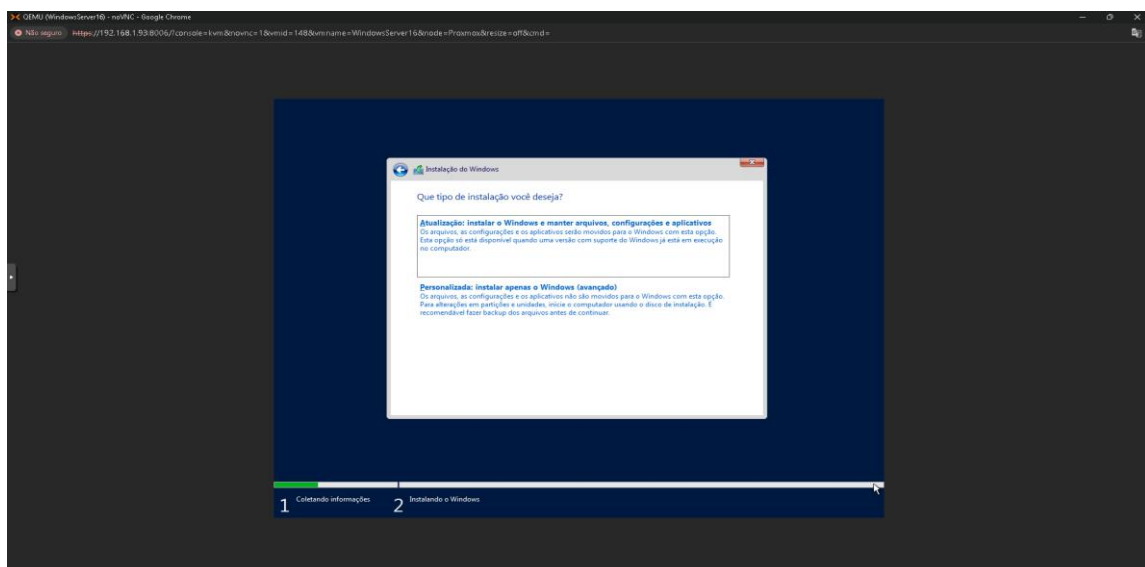 QEMU (WindowsServer16) - noVNC - Google Chrome
Não seguro https://192.168.1.93:8006/?console=kvm&novnc=1&vmid=148&vmname=WindowsServer16&node=Proxmox&resize=off&cmd=
Instalação do Windows
Que tipo de instalação você deseja?
Atualização: instalar o Windows e manter arquivos, configurações e aplicativos
Os arquivos, as configurações e os aplicativos serão movidos para o Windows com esta opção.
Esta opção só está disponível quando uma versão com suporte do Windows já está em execução
no computador.
Personalizada: instalar apenas o Windows (avançado)
Os arquivos, as configurações e os aplicativos não são movidos para o Windows com esta opção.
Para alterações em partições e unidades, inicie o computador usando o disco de instalação. É
recomendável fazer backup dos arquivos antes de continuar.
1 Coletando informações 2 Instalando o Windows